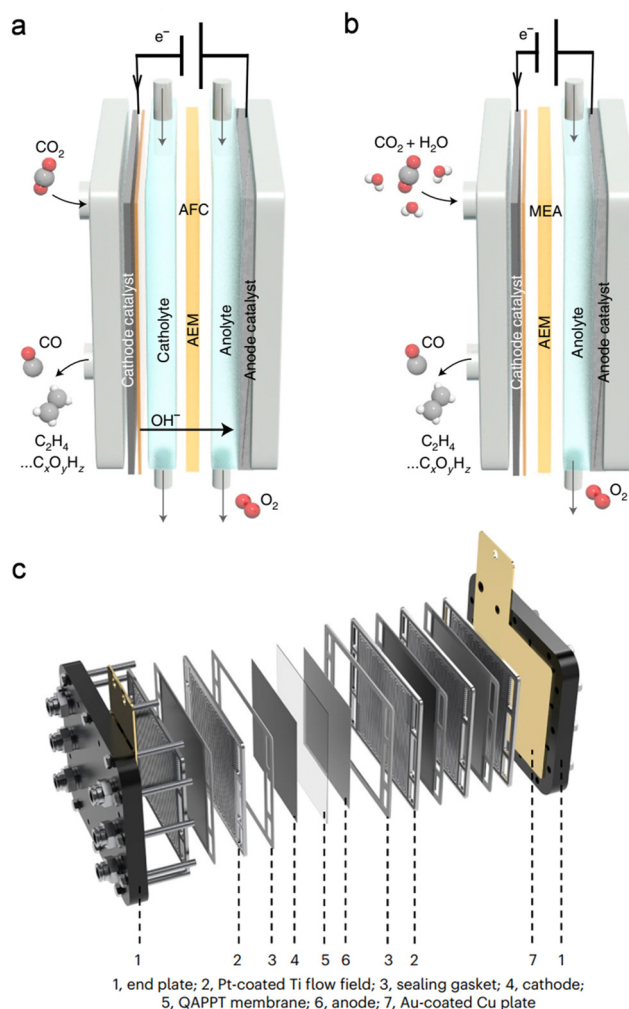 a
e⁻
CO₂
AFC
Cathode catalyst
Catholyte
AEM
Anolyte
Anode catalyst
CO
OH⁻
C₂H₄
...CₓOᵧH_z
O₂
b
e⁻
CO₂ + H₂O
MEA
Cathode catalyst
AEM
Anolyte
Anode catalyst
CO
C₂H₄
...CₓOᵧH_z
O₂
c
1 2 3 4 5 6 3 2 7 1
1, end plate; 2, Pt-coated Ti flow field; 3, sealing gasket; 4, cathode;
5, QAPPT membrane; 6, anode; 7, Au-coated Cu plate